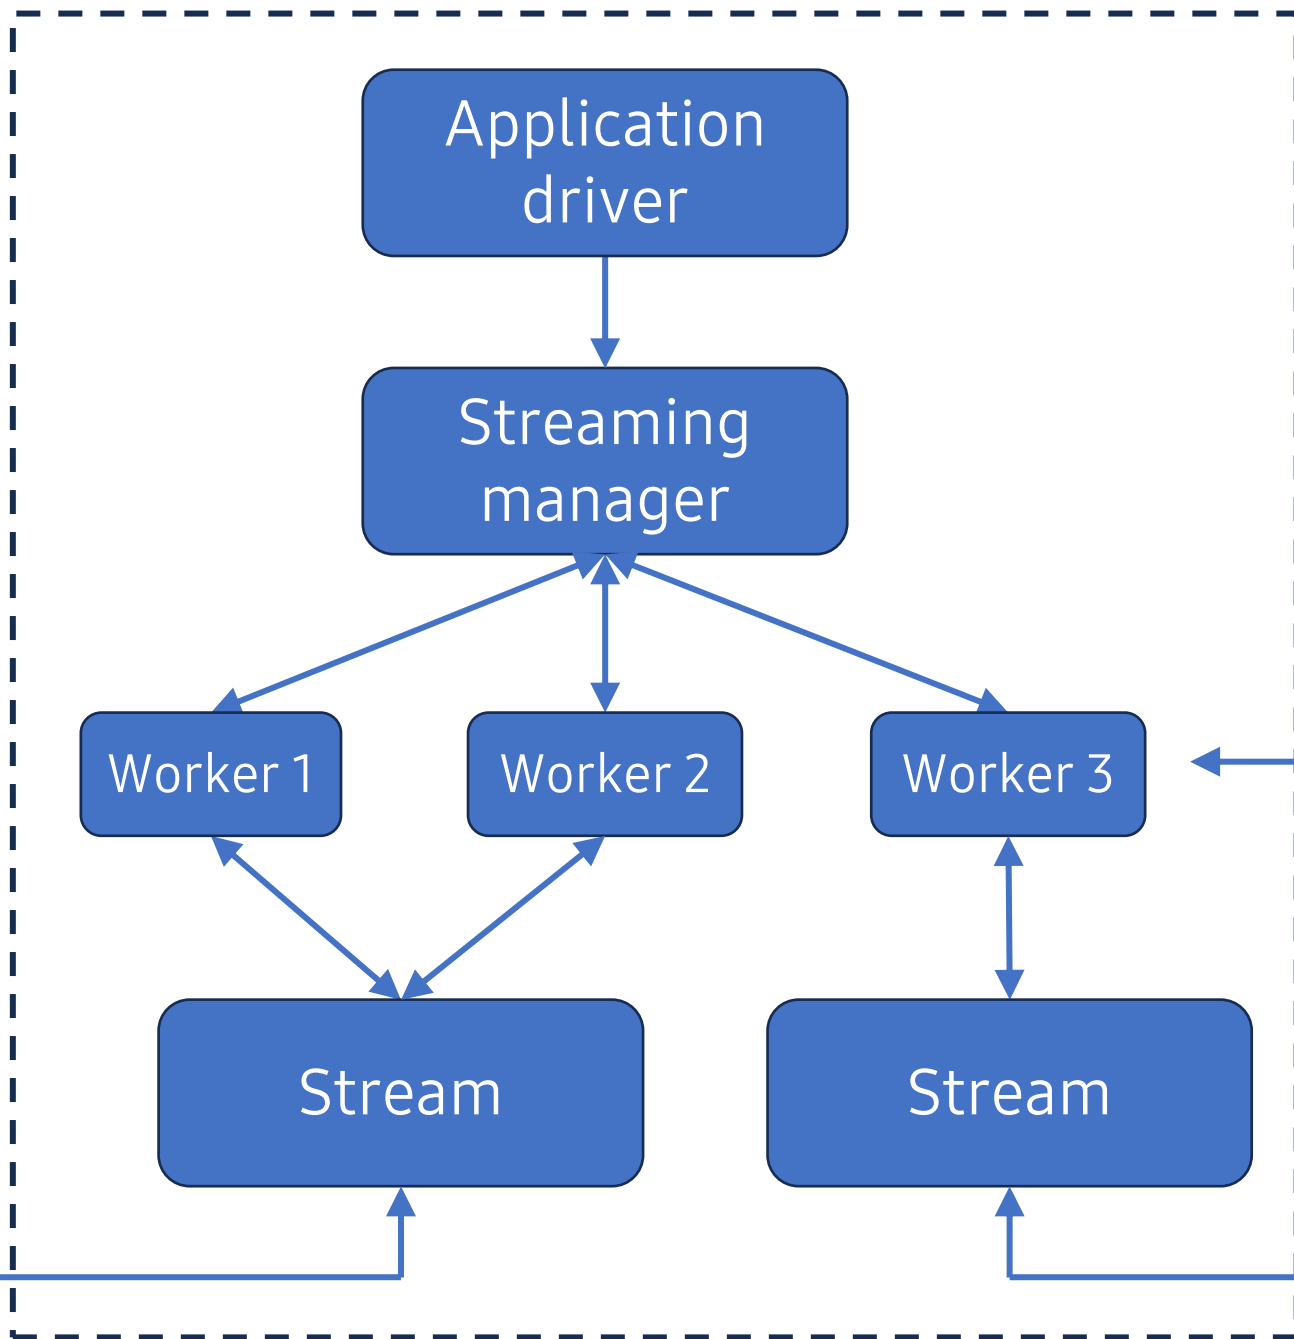 Application
driver
Streaming
manager
Worker 1
Worker 2
Worker 3
Stream
Stream